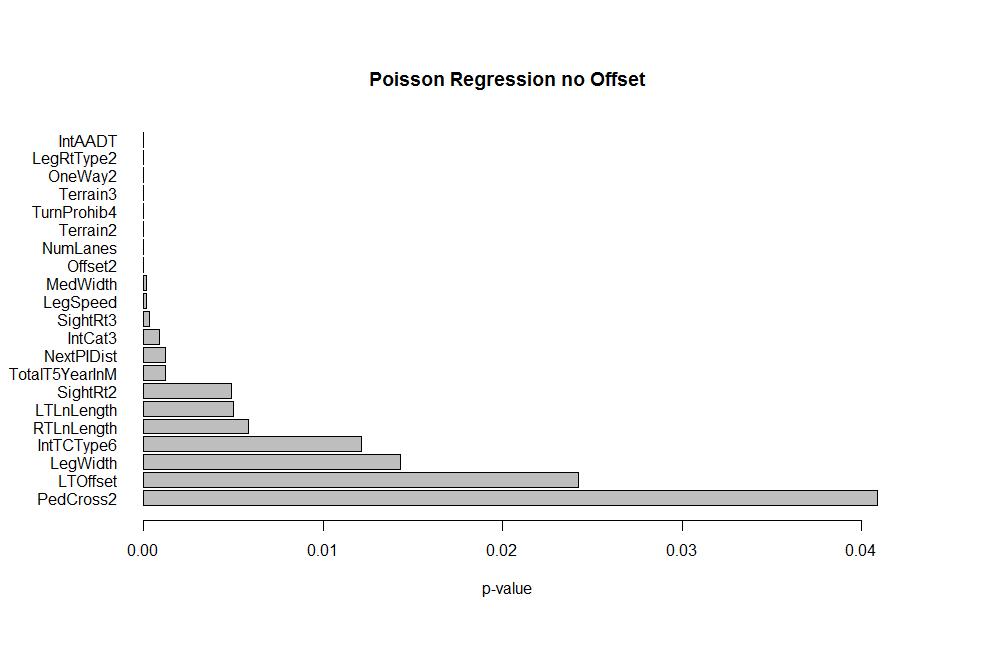 Poisson Regression no Offset
IntAADT
LegRtType2
OneWay2
Terrain3
TurnProhib4
Terrain2
NumLanes
Offset2
MedWidth
LegSpeed
SightRt3
IntCat3
NextPIDist
TotalT5YearInM
SightRt2
LTLnLength
RTLnLength
IntTCType6
LegWidth
LTOffset
PedCross2
0.00 0.01 0.02 0.03 0.04
p-value